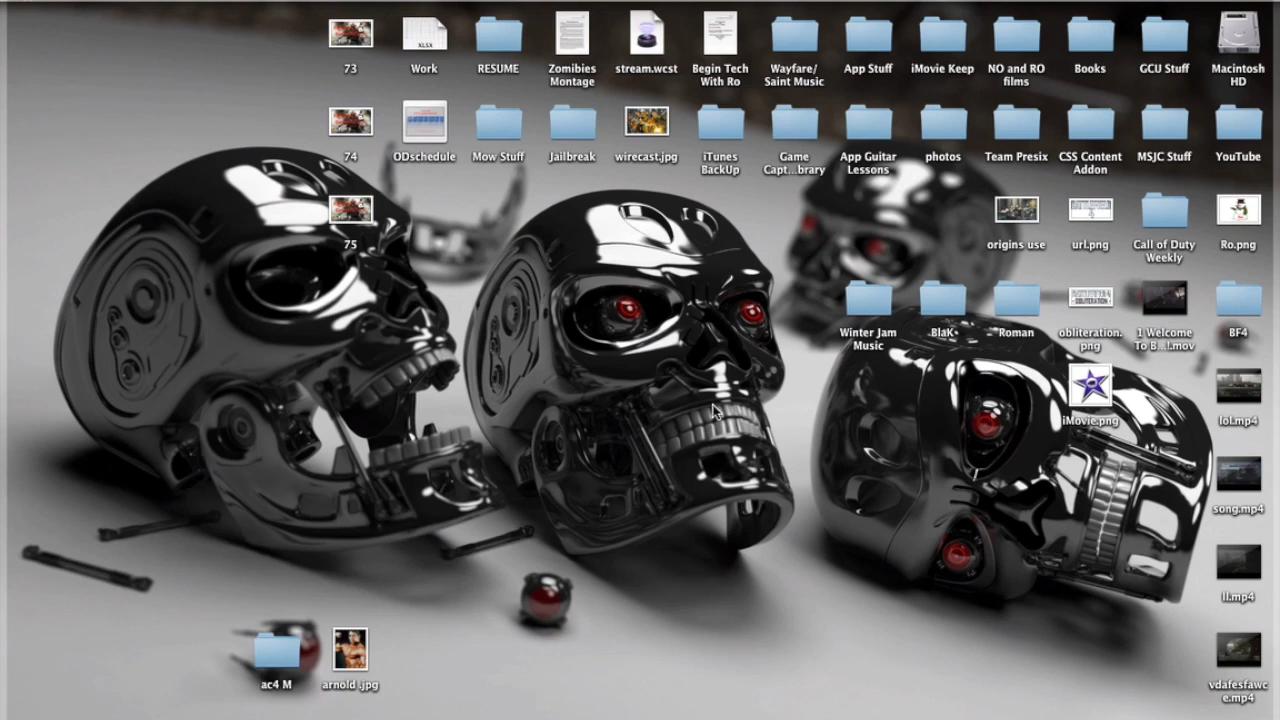 73
Work
RESUME
Zomibies
Montage
stream.wcst
Begin Tech
With Ro
Wayfare/
Saint Music
App Stuff
iMovie Keep
NO and RO
films
Books
GCU Stuff
Macintosh
HD
XLSX
74
ODschedule
Mow Stuff
Jailbreak
wirecast.jpg
iTunes
BackUp
Game
Capt...brary
App Guitar
Lessons
photos
Team Presix
CSS Content
Addon
MSJC Stuff
YouTube
75
origins use
url.png
Call of Duty
Weekly
Ro.png
Winter Jam
Music
BlaK
Roman
OBLITERATION
obliteration.
png
1 Welcome
To B...!.mov
BF4
iMovie.png
lol.mp4
song.mp4
ll.mp4
ac4 M
arnold .jpg
vdafesfawc
e.mp4